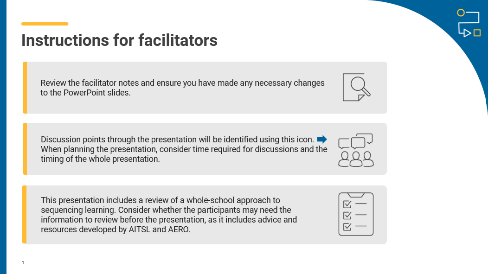 Instructions for facilitators
Review the facilitator notes and ensure you have made any necessary changes
to the PowerPoint slides.
Discussion points through the presentation will be identified using this icon.
When planning the presentation, consider time required for discussions and the
timing of the whole presentation.
This presentation includes a review of a whole-school approach to
sequencing learning. Consider whether the participants may need the
information to review before the presentation, as it includes advice and
resources developed by AITSL and AERO.
1